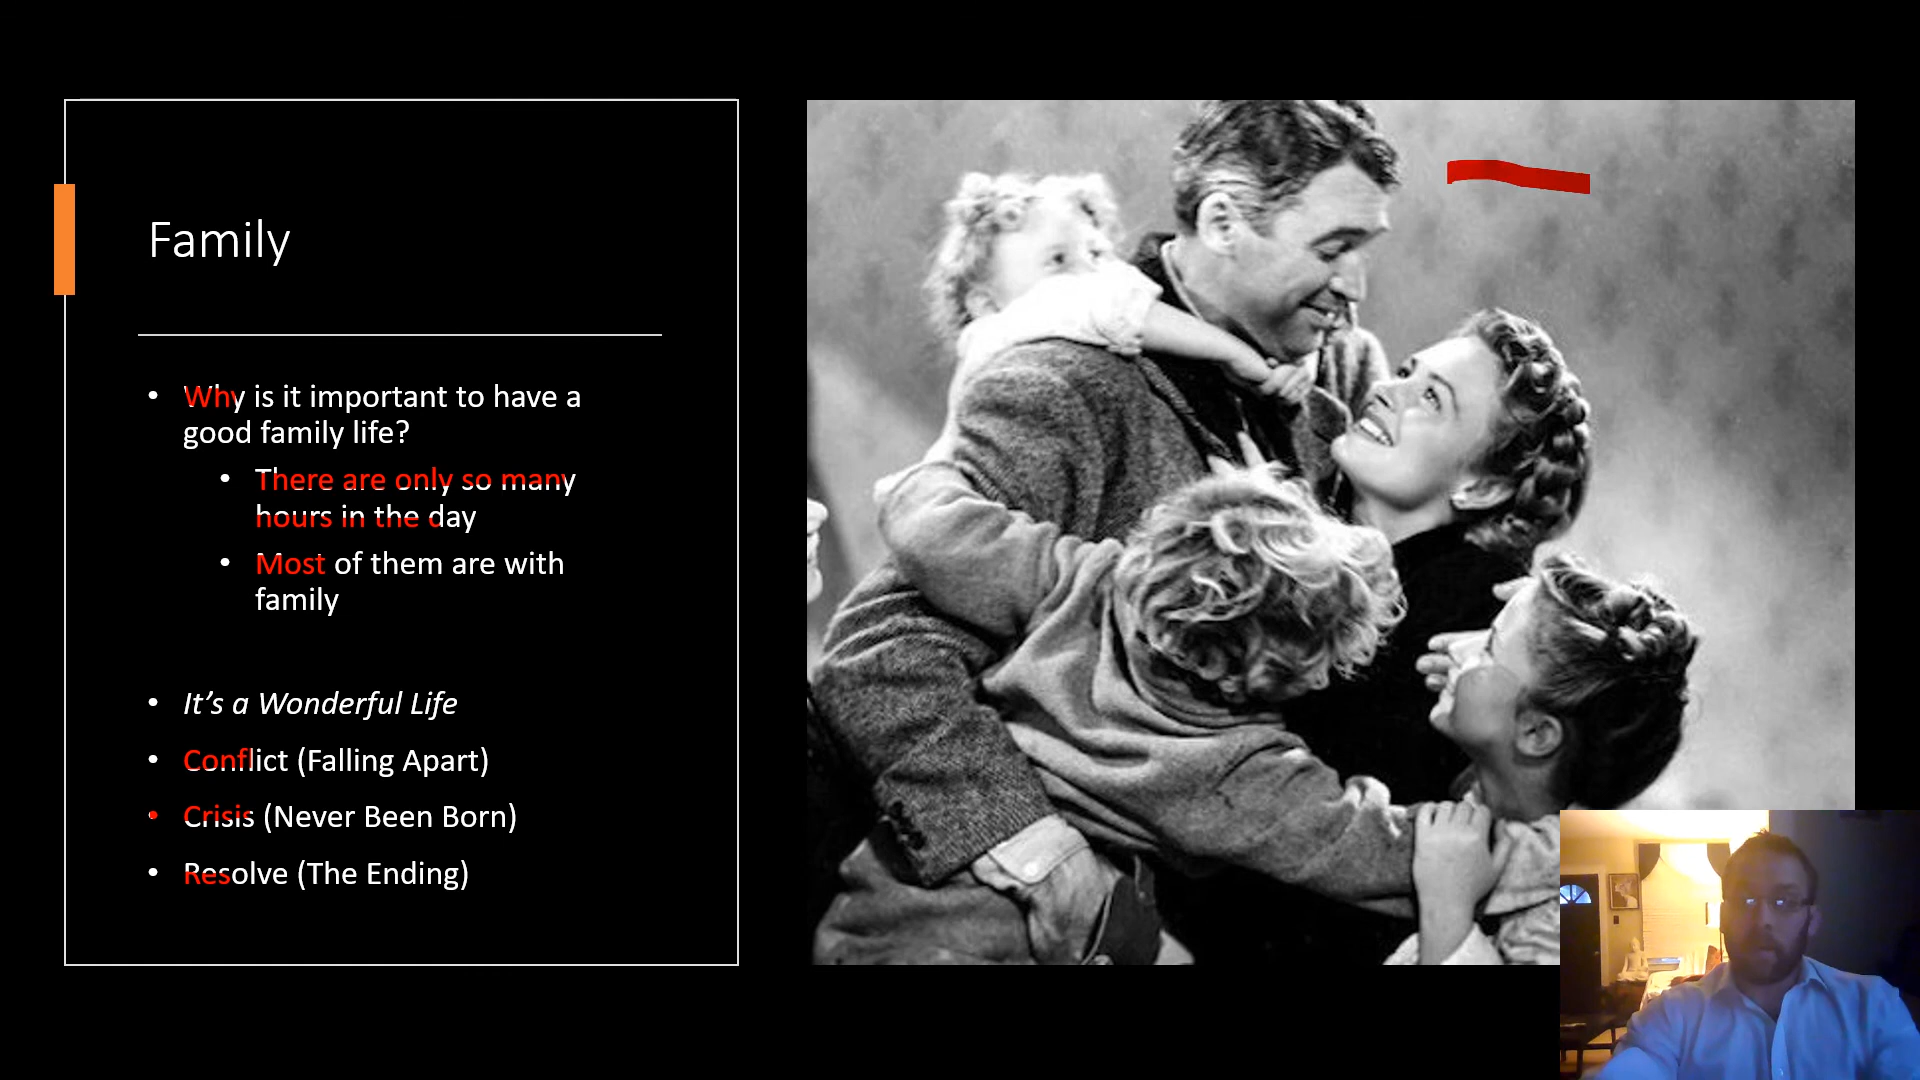 Family
• Why is it important to have a
good family life?
• There are only so many
hours in the day
• Most of them are with
family
• It's a Wonderful Life
• Conflict (Falling Apart)
• Crisis (Never Been Born)
• Resolve (The Ending)